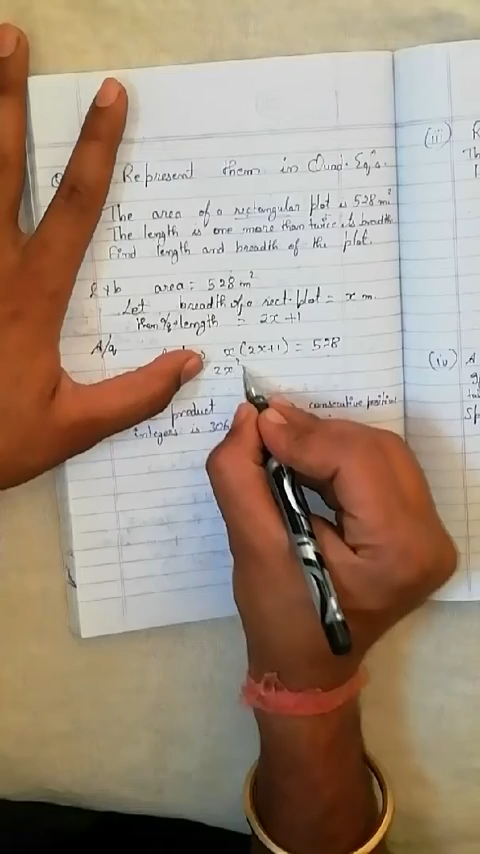 Represent them in Quad. Eqns.
The area of a rectangular plot is 528 m²
The length is one more than twice its breadth
Find length and breadth of the plot.
l×b area = 528 m²
Let breadth of a rect. plot = x m.
then length = 2x+1
A/q x(2x+1) = 528
2x²
product consecutive positive
integers is 306
(ii)
(iv) A